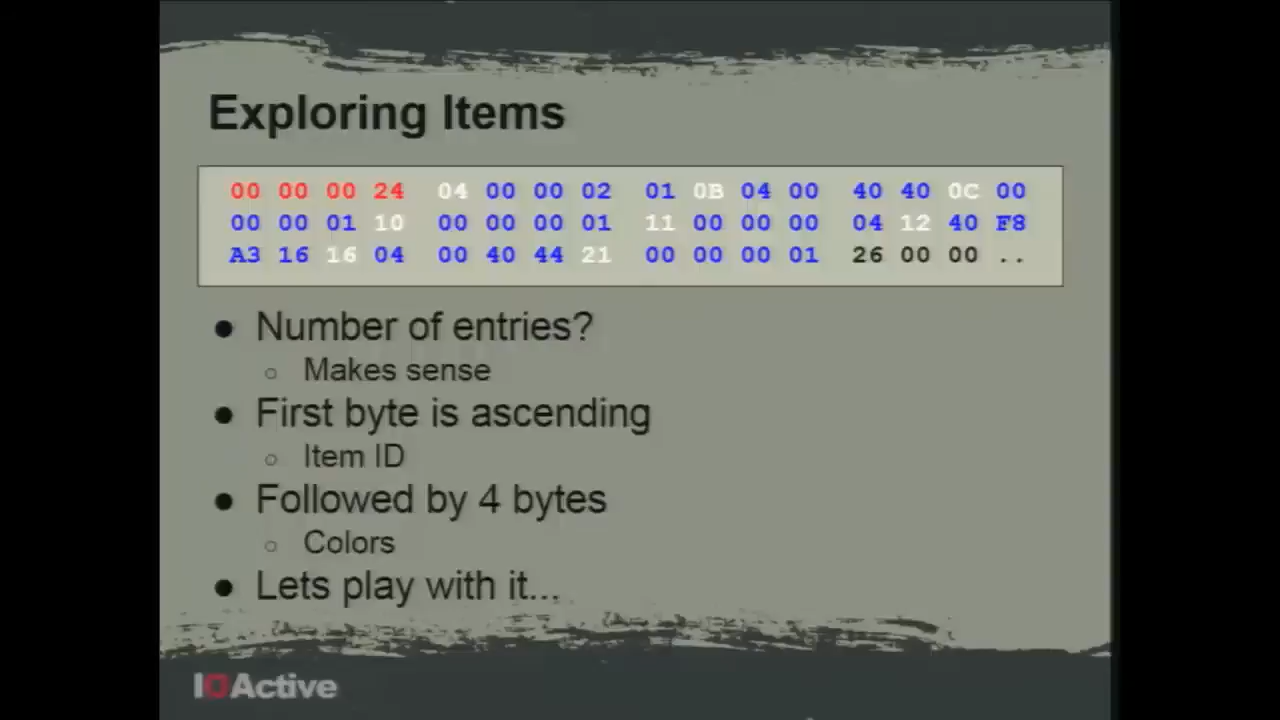 Exploring Items
00 00 00 24 04 00 00 02 01 0B 04 00 40 40 0C 00
00 00 01 10 00 00 00 01 11 00 00 00 04 12 40 F8
A3 16 16 04 00 40 44 21 00 00 00 01 26 00 00 ..
● Number of entries?
○ Makes sense
● First byte is ascending
○ Item ID
● Followed by 4 bytes
○ Colors
● Lets play with it...
IOActive